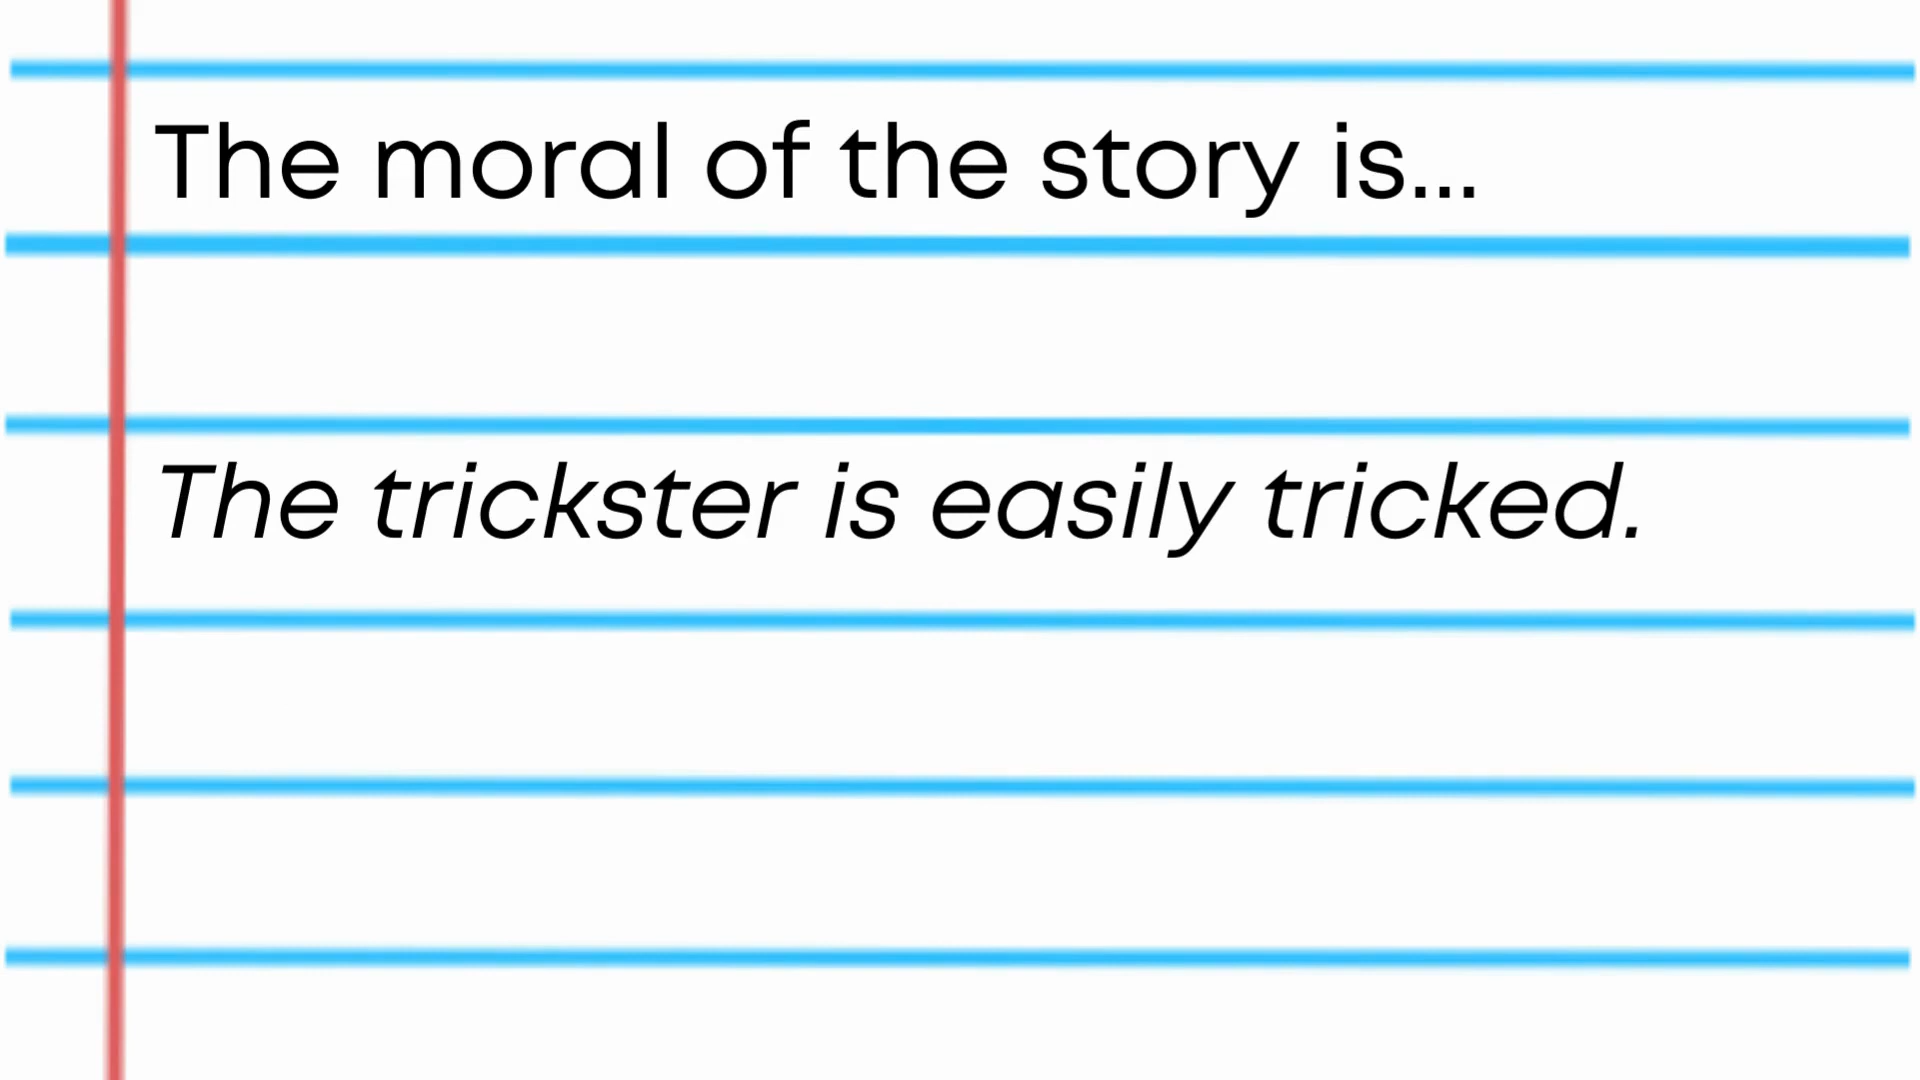 The moral of the story is...
The trickster is easily tricked.